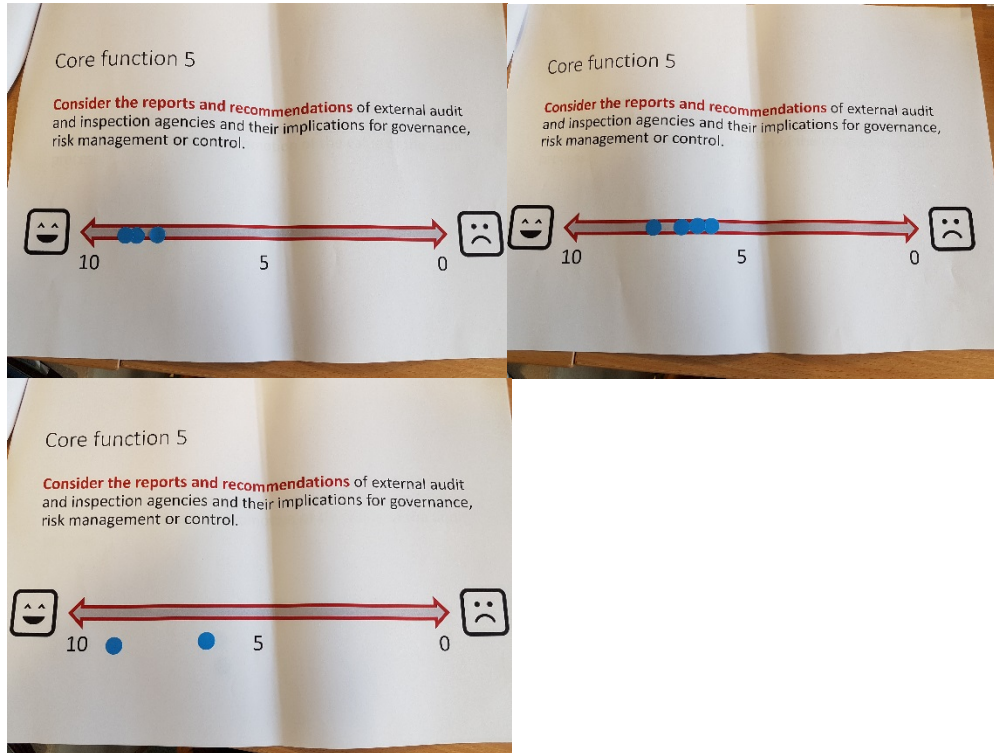 Core function 5
Consider the reports and recommendations of external audit
and inspection agencies and their implications for governance,
risk management or control.
10 5 0
Core function 5
Consider the reports and recommendations of external audit
and inspection agencies and their implications for governance,
risk management or control.
10 5 0
Core function 5
Consider the reports and recommendations of external audit
and inspection agencies and their implications for governance,
risk management or control.
10 5 0